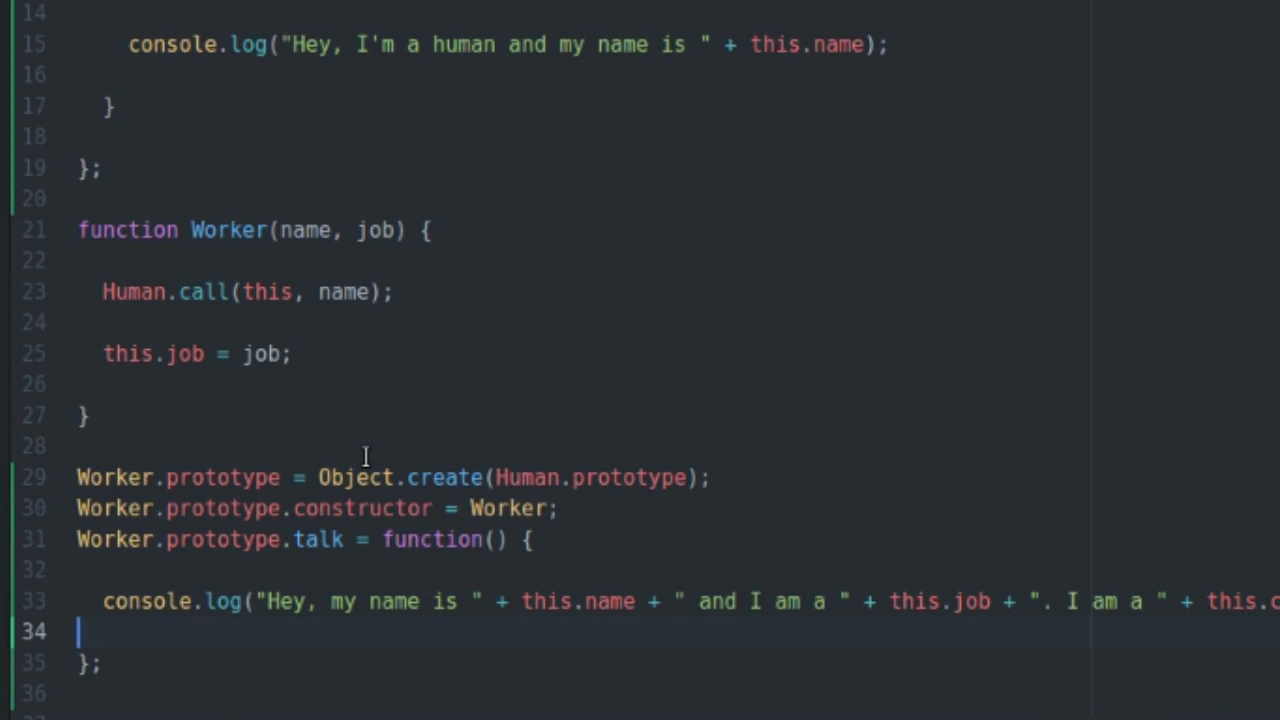 14
15 console.log("Hey, I'm a human and my name is " + this.name);
16
17 }
18
19 };
20
21 function Worker(name, job) {
22
23 Human.call(this, name);
24
25 this.job = job;
26
27 }
28
29 Worker.prototype = Object.create(Human.prototype);
30 Worker.prototype.constructor = Worker;
31 Worker.prototype.talk = function() {
32
33 console.log("Hey, my name is " + this.name + " and I am a " + this.job + ". I am a " + this.c
34
35 };
36